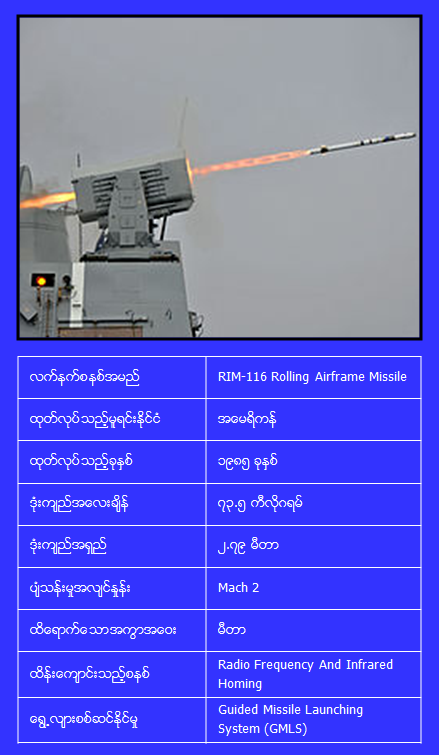 လက်နက်စနစ်အမည်
RIM-116 Rolling Airframe Missile
ထုတ်လုပ်သည့်မူရင်းနိုင်ငံ
အမေရိကန်
ထုတ်လုပ်သည့်ခုနှစ်
၁၉၈၅ ခုနှစ်
ဒုံးကျည်အလေးချိန်
၇၃.၅ ကီလိုဂရမ်
ဒုံးကျည်အရှည်
၂.၇၉ မီတာ
ပျံသန်းမှုအလျင်နှုန်း
Mach 2
ထိရောက်သောအကွာအဝေး
မီတာ
ထိန်းကျောင်းသည့်စနစ်
Radio Frequency And Infrared
Homing
ရွေ့လျားစစ်ဆင်နိုင်မှု
Guided Missile Launching
System (GMLS)